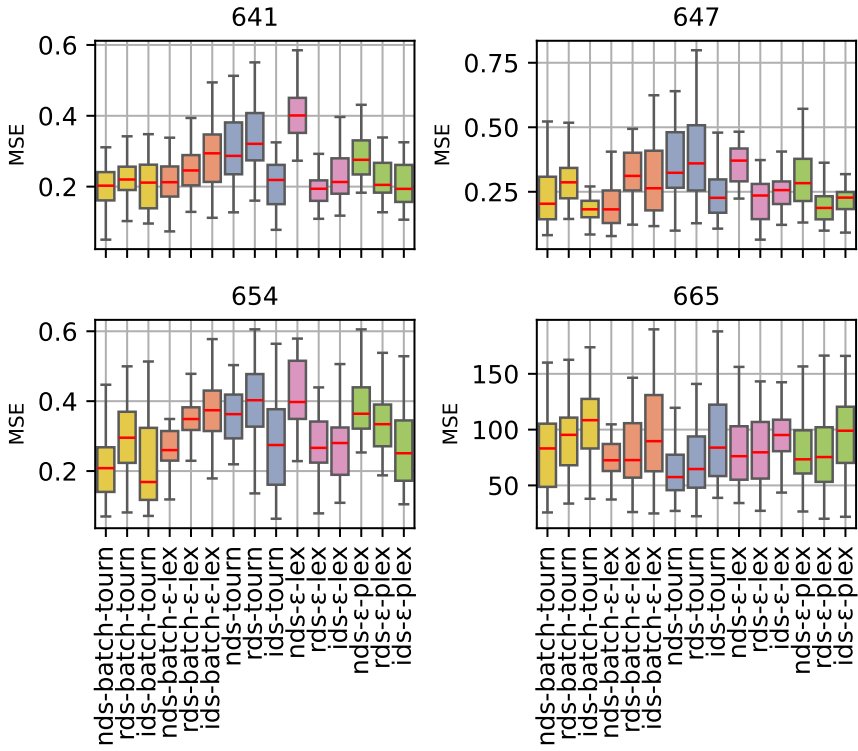 641
MSE
0.6
0.4
0.2
647
MSE
0.75
0.50
0.25
654
MSE
0.6
0.4
0.2
nds-batch-tourn
rds-batch-tourn
ids-batch-tourn
nds-batch-ε-lex
rds-batch-ε-lex
ids-batch-ε-lex
nds-tourn
rds-tourn
ids-tourn
nds-ε-lex
rds-ε-lex
ids-ε-lex
nds-ε-plex
rds-ε-plex
ids-ε-plex
665
MSE
150
100
50
nds-batch-tourn
rds-batch-tourn
ids-batch-tourn
nds-batch-ε-lex
rds-batch-ε-lex
ids-batch-ε-lex
nds-tourn
rds-tourn
ids-tourn
nds-ε-lex
rds-ε-lex
ids-ε-lex
nds-ε-plex
rds-ε-plex
ids-ε-plex